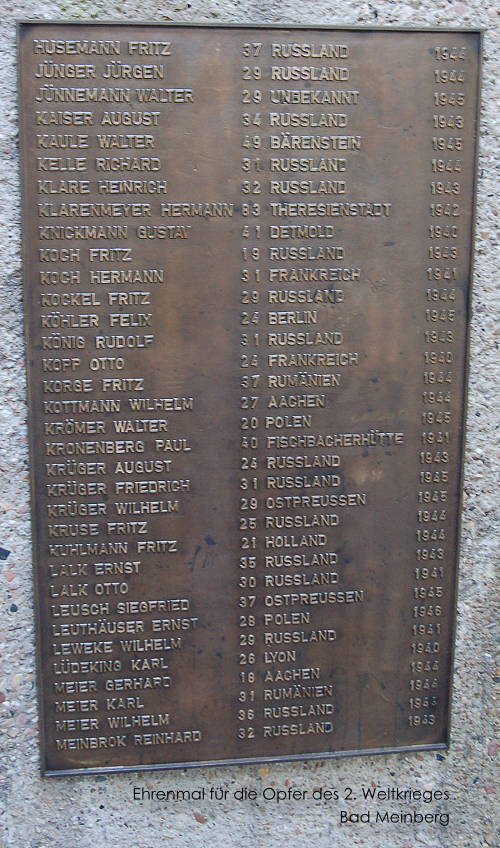 HUSEMANN FRITZ 37 RUSSLAND 1944
JÜNGER JÜRGEN 29 RUSSLAND 1944
JÜNNEMANN WALTER 29 UNBEKANNT 1945
KAISER AUGUST 34 RUSSLAND 1943
KAULE WALTER 49 BÄRENSTEIN 1945
KELLE RICHARD 31 RUSSLAND 1944
KLARE HEINRICH 32 RUSSLAND 1943
KLARENMEYER HERMANN 83 THERESIENSTADT 1942
KNICKMANN GUSTAV 41 DETMOLD 1940
KOCH FRITZ 19 RUSSLAND 1943
KOCH HERMANN 31 FRANKREICH 1941
KOCKEL FRITZ 29 RUSSLAND 1944
KÖHLER FELIX 24 BERLIN 1945
KÖNIG RUDOLF 31 RUSSLAND 1943
KOPP OTTO 24 FRANKREICH 1940
KORGE FRITZ 37 RUMÄNIEN 1944
KOTTMANN WILHELM 27 AACHEN 1944
KRÖMER WALTER 20 POLEN 1945
KRONENBERG PAUL 40 FISCHBACHERHÜTTE 1941
KRÜGER AUGUST 24 RUSSLAND 1943
KRÜGER FRIEDRICH 31 RUSSLAND 1945
KRÜGER WILHELM 29 OSTPREUSSEN 1945
KRUSE FRITZ 25 RUSSLAND 1944
KUHLMANN FRITZ 21 HOLLAND 1944
LALK ERNST 35 RUSSLAND 1943
LALK OTTO 30 RUSSLAND 1941
LEUSCH SIEGFRIED 37 OSTPREUSSEN 1945
LEUTHÄUSER ERNST 28 POLEN 1946
LEWEKE WILHELM 29 RUSSLAND 1941
LÜDEKING KARL 26 LYON 1940
MEIER GERHARD 18 AACHEN 1944
MEIER KARL 31 RUMÄNIEN 1944
MEIER WILHELM 36 RUSSLAND 1943
MEINBROK REINHARD 32 RUSSLAND 1943
Ehrenmal für die Opfer des 2. Weltkrieges
Bad Meinberg